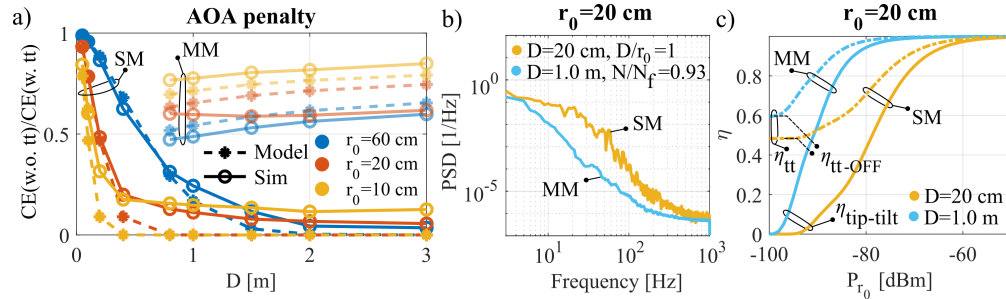 a)
AOA penalty
CE(w.o. tt)/CE(w. tt)
1
0.5
0
0
1
2
3
D [m]
SM
MM
Model
Sim
r0=60 cm
r0=20 cm
r0=10 cm
b)
r0=20 cm
D=20 cm, D/r0=1
D=1.0 m, N/Nf=0.93
PSD [1/Hz]
10^0
10^-5
SM
MM
10^1
10^2
10^3
Frequency [Hz]
c)
r0=20 cm
η
0.8
0.6
0.4
0.2
0
MM
SM
ηtt
ηtt-OFF
ηtip-tilt
D=20 cm
D=1.0 m
-100
-80
-60
Pr0 [dBm]